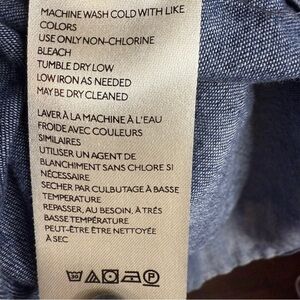 MACHINE WASH COLD WITH LIKE
COLORS
USE ONLY NON-CHLORINE
BLEACH
TUMBLE DRY LOW
LOW IRON AS NEEDED
MAY BE DRY CLEANED
LAVER À LA MACHINE À L'EAU
FROIDE AVEC COULEURS
SIMILAIRES
UTILISER UN AGENT DE
BLANCHIMENT SANS CHLORE SI
NÉCESSAIRE
SECHER PAR CULBUTAGE À BASSE
TEMPERATURE
REPASSER, AU BESOIN, À TRÉS
BASSE TEMPÉRATURE
PEUT-ÊTRE ÊTRE NETTOYÉE
À SEC
30 P